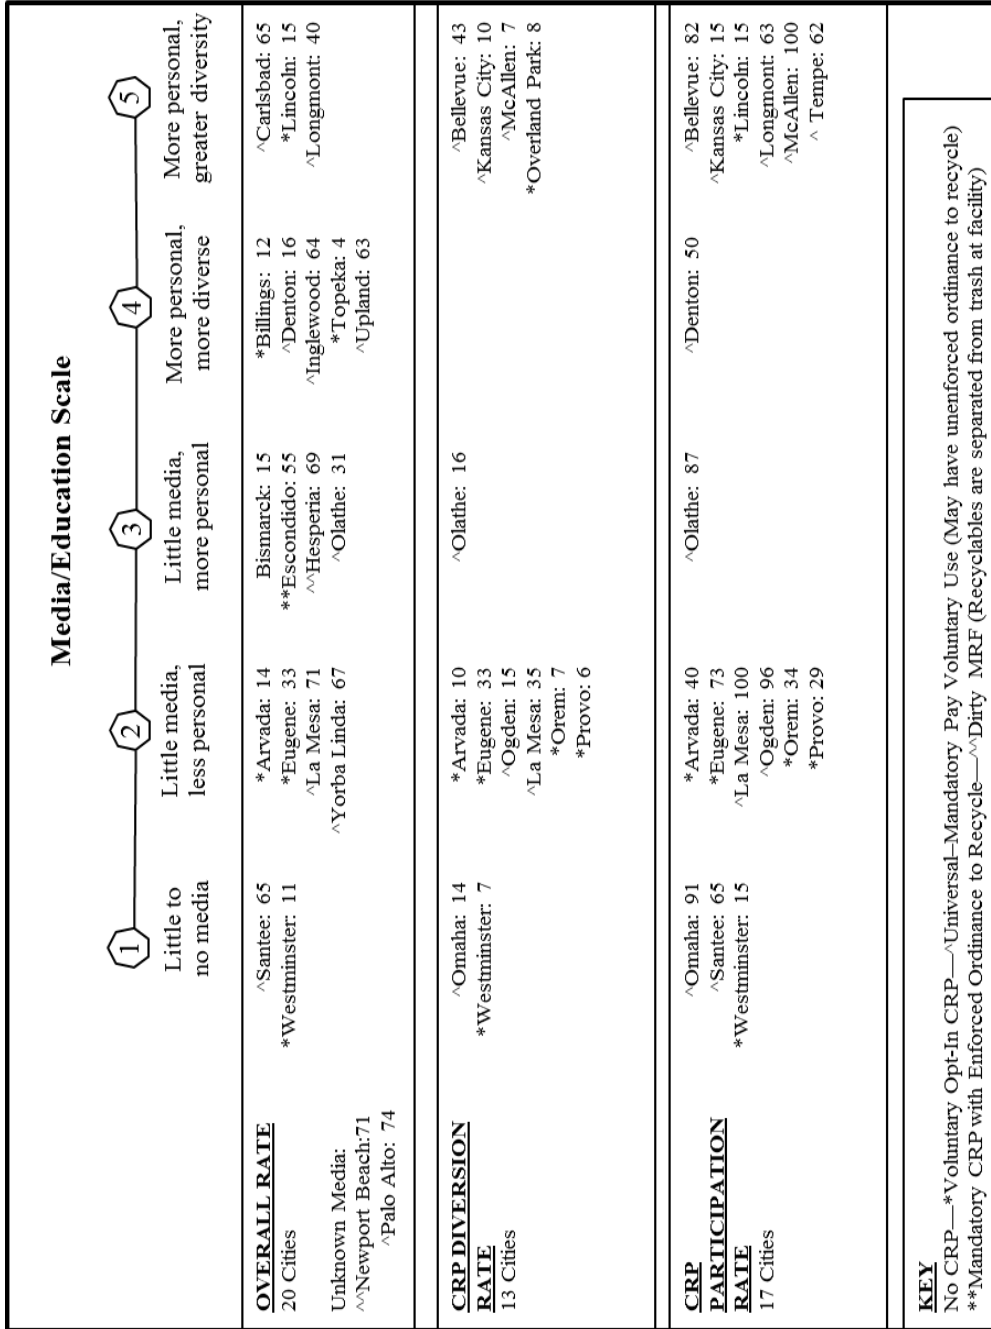 Media/Education Scale
1 2 3 4 5
Little to Little media, Little media, More personal, More personal,
no media less personal more personal more diverse greater diversity
OVERALL RATE
20 Cities
Unknown Media:
^^Newport Beach:71
^Palo Alto: 74
^Santee: 65
*Westminster: 11
*Arvada: 14
*Eugene: 33
^La Mesa: 71
^Yorba Linda: 67
Bismarck: 15
**Escondido: 55
^^Hesperia: 69
^Olathe: 31
*Billings: 12
^Denton: 16
^Inglewood: 64
*Topeka: 4
^Upland: 63
^Carlsbad: 65
*Lincoln: 15
^Longmont: 40
CRP DIVERSION
RATE
13 Cities
^Omaha: 14
*Westminster: 7
*Arvada: 10
*Eugene: 33
^Ogden: 15
^La Mesa: 35
*Orem: 7
*Provo: 6
^Olathe: 16
^Bellevue: 43
^Kansas City: 10
^McAllen: 7
*Overland Park: 8
CRP
PARTICIPATION
RATE
17 Cities
^Omaha: 91
^Santee: 65
*Westminster: 15
*Arvada: 40
*Eugene: 73
^La Mesa: 100
^Ogden: 96
*Orem: 34
*Provo: 29
^Olathe: 87
^Denton: 50
^Bellevue: 82
^Kansas City: 15
*Lincoln: 15
^Longmont: 63
^McAllen: 100
^ Tempe: 62
KEY
No CRP—*Voluntary Opt-In CRP—^Universal–Mandatory Pay Voluntary Use (May have unenforced ordinance to recycle)
**Mandatory CRP with Enforced Ordinance to Recycle—^^Dirty MRF (Recyclables are separated from trash at facility)